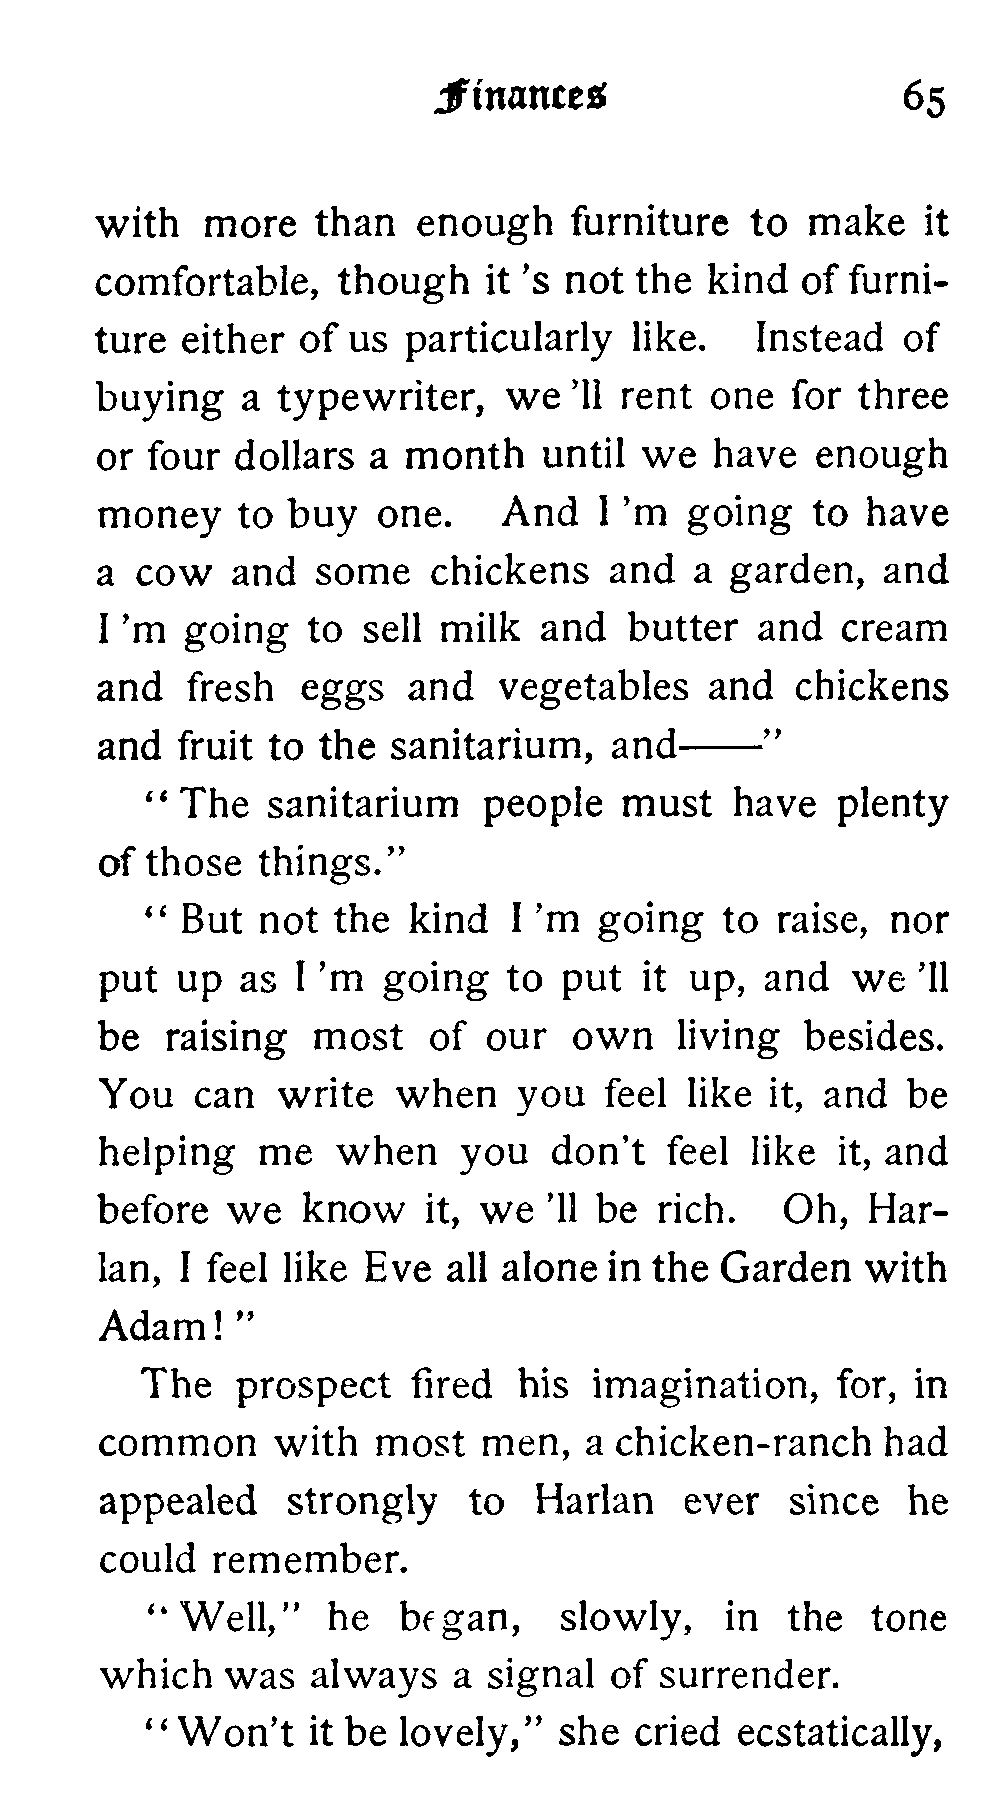 Finances 65
with more than enough furniture to make it
comfortable, though it 's not the kind of furni-
ture either of us particularly like. Instead of
buying a typewriter, we 'll rent one for three
or four dollars a month until we have enough
money to buy one. And I 'm going to have
a cow and some chickens and a garden, and
I 'm going to sell milk and butter and cream
and fresh eggs and vegetables and chickens
and fruit to the sanitarium, and——"
" The sanitarium people must have plenty
of those things."
" But not the kind I 'm going to raise, nor
put up as I 'm going to put it up, and we 'll
be raising most of our own living besides.
You can write when you feel like it, and be
helping me when you don't feel like it, and
before we know it, we 'll be rich. Oh, Har-
lan, I feel like Eve all alone in the Garden with
Adam! "
The prospect fired his imagination, for, in
common with most men, a chicken-ranch had
appealed strongly to Harlan ever since he
could remember.
" Well," he began, slowly, in the tone
which was always a signal of surrender.
" Won't it be lovely," she cried ecstatically,